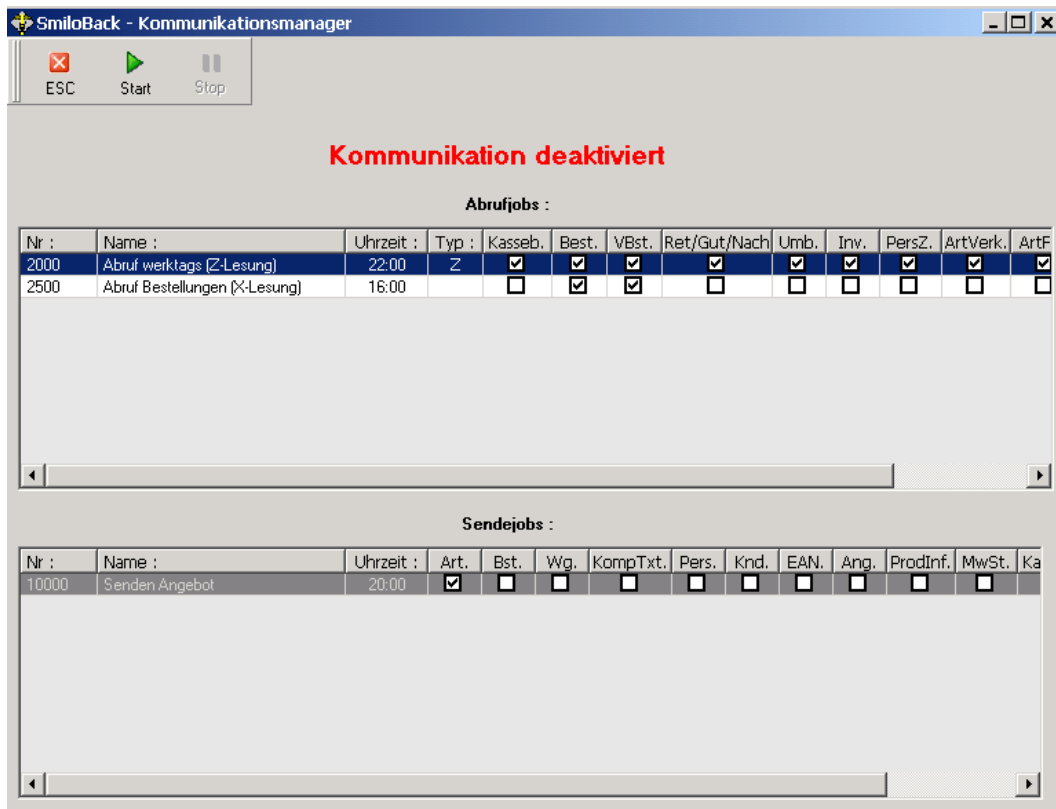 SmiloBack - Kommunikationsmanager
ESC Start Stop
Kommunikation deaktiviert
Abrufjobs :
Nr : Name : Uhrzeit : Typ : Kasseb. Best. VBst. Ret/Gut/Nach Umb. Inv. PersZ. ArtVerk. ArtF
2000 Abruf werktags (Z-Lesung) 22:00 Z
2500 Abruf Bestellungen (X-Lesung) 16:00
Sendejobs :
Nr : Name : Uhrzeit : Art. Bst. Wg. KompTxt. Pers. Knd. EAN. Ang. ProdInf. MwSt. Ka
10000 Senden Angebot 20:00